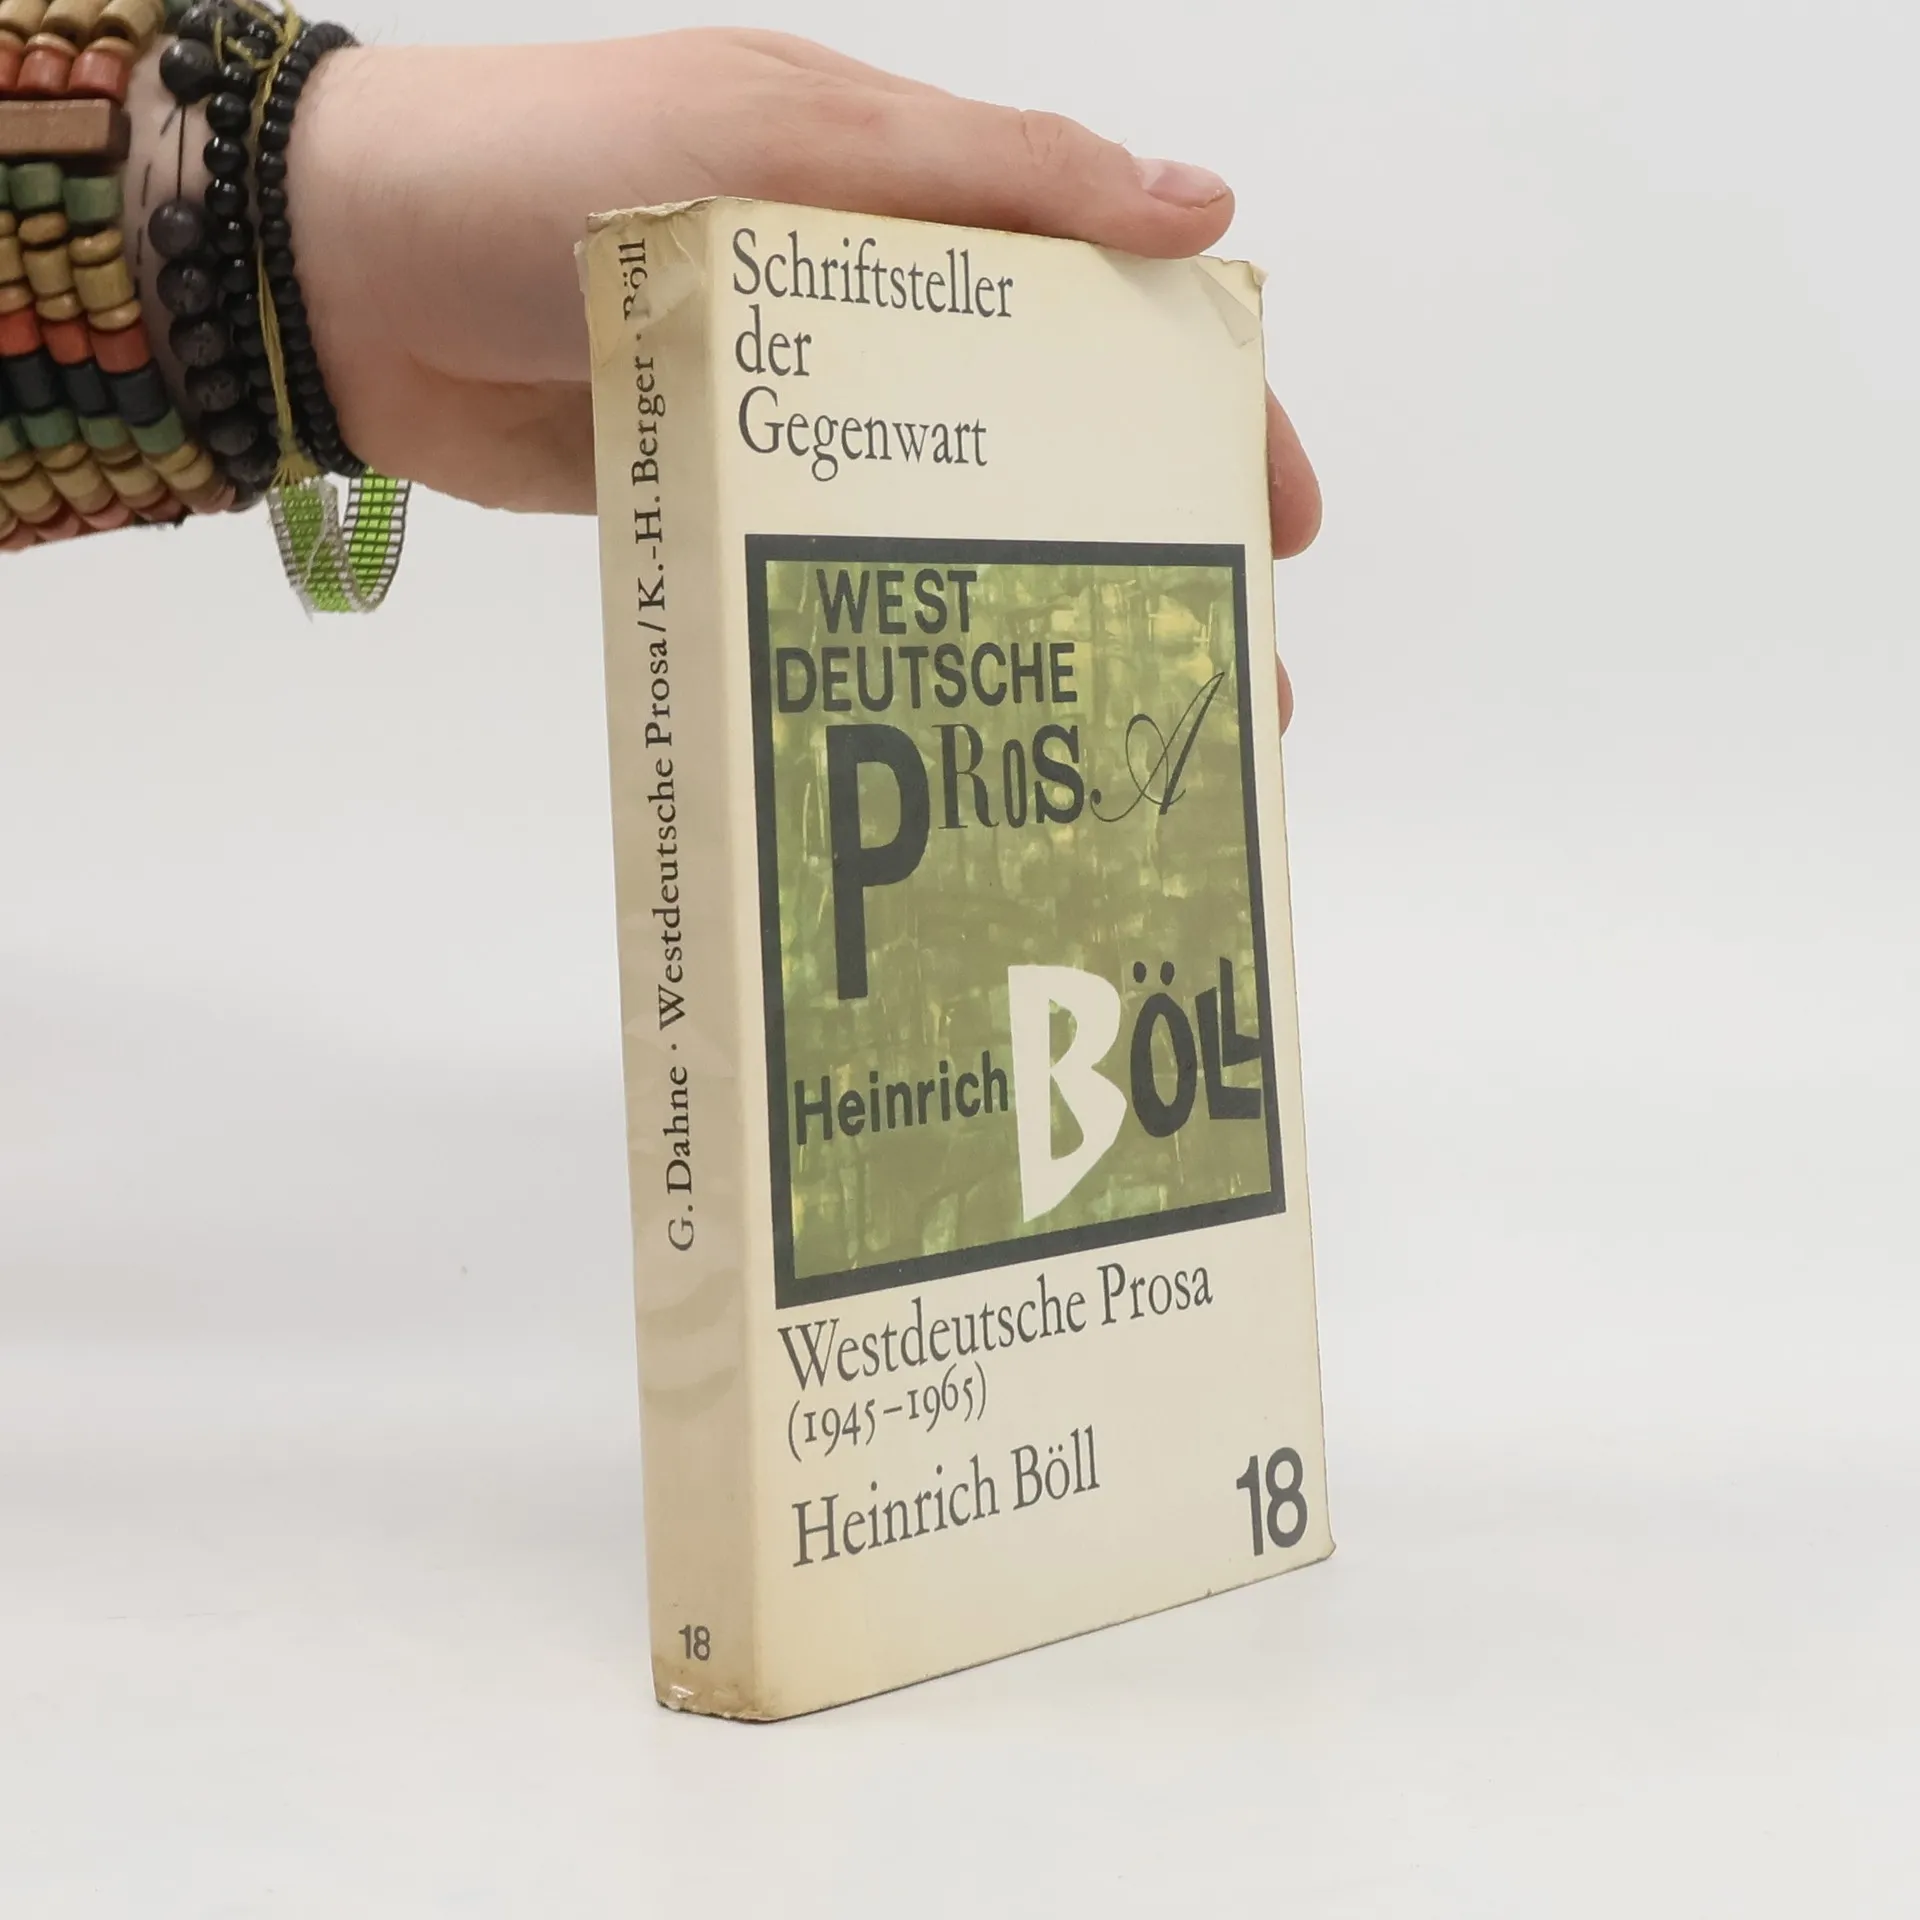 G. Dahne · Westdeutsche Prosa / K.-H. Berger · Böll
18
Schriftsteller
der
Gegenwart
WEST
DEUTSCHE
PROSA
Heinrich BÖLL
Westdeutsche Prosa
(1945–1965)
Heinrich Böll
18